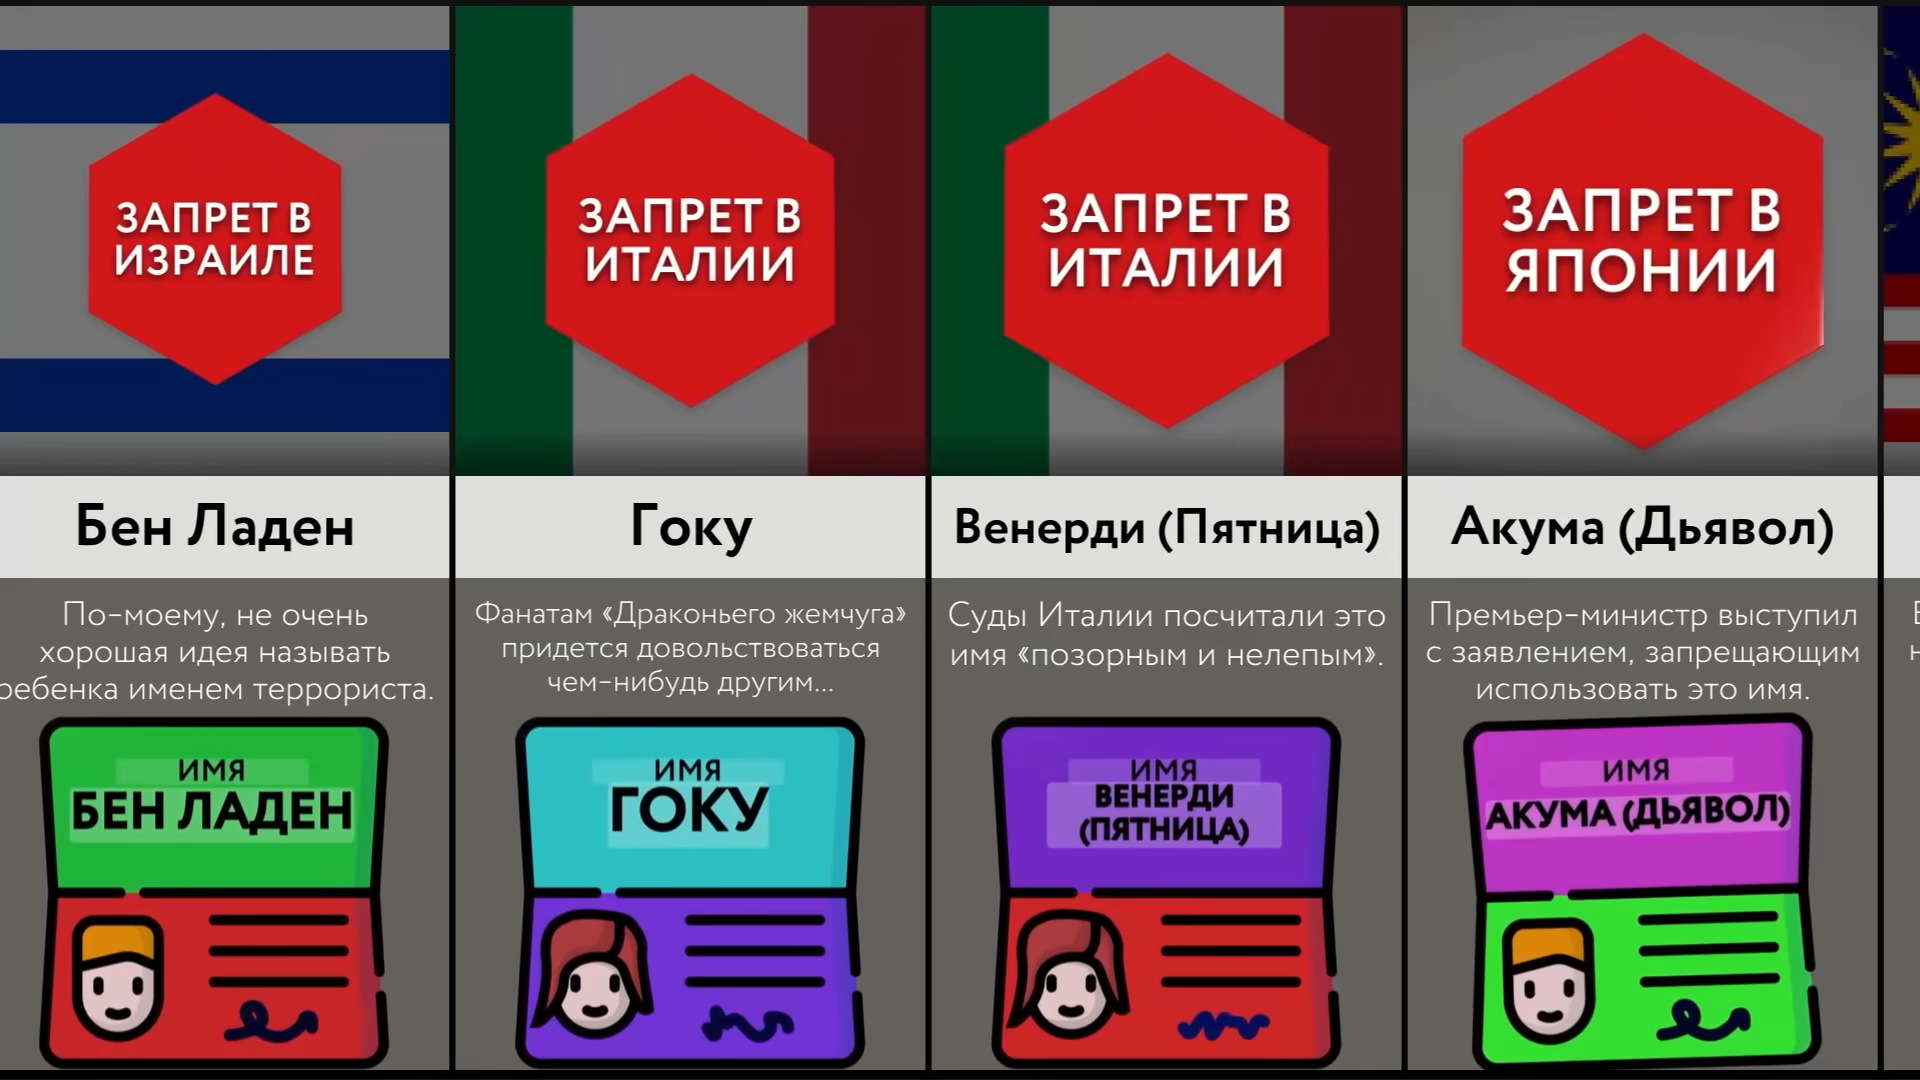 ЗАПРЕТ В
ИЗРАИЛЕ
Бен Ладен
По-моему, не очень
хорошая идея называть
ребенка именем террориста.
ИМЯ
БЕН ЛАДЕН
ЗАПРЕТ В
ИТАЛИИ
Гоку
Фанатам «Драконьего жемчуга»
придется довольствоваться
чем-нибудь другим...
ИМЯ
ГОКУ
ЗАПРЕТ В
ИТАЛИИ
Венерди (Пятница)
Суды Италии посчитали это
имя «позорным и нелепым».
ИМЯ
ВЕНЕРДИ
(ПЯТНИЦА)
ЗАПРЕТ В
ЯПОНИИ
Акума (Дьявол)
Премьер-министр выступил
с заявлением, запрещающим
использовать это имя.
ИМЯ
АКУМА (ДЬЯВОЛ)